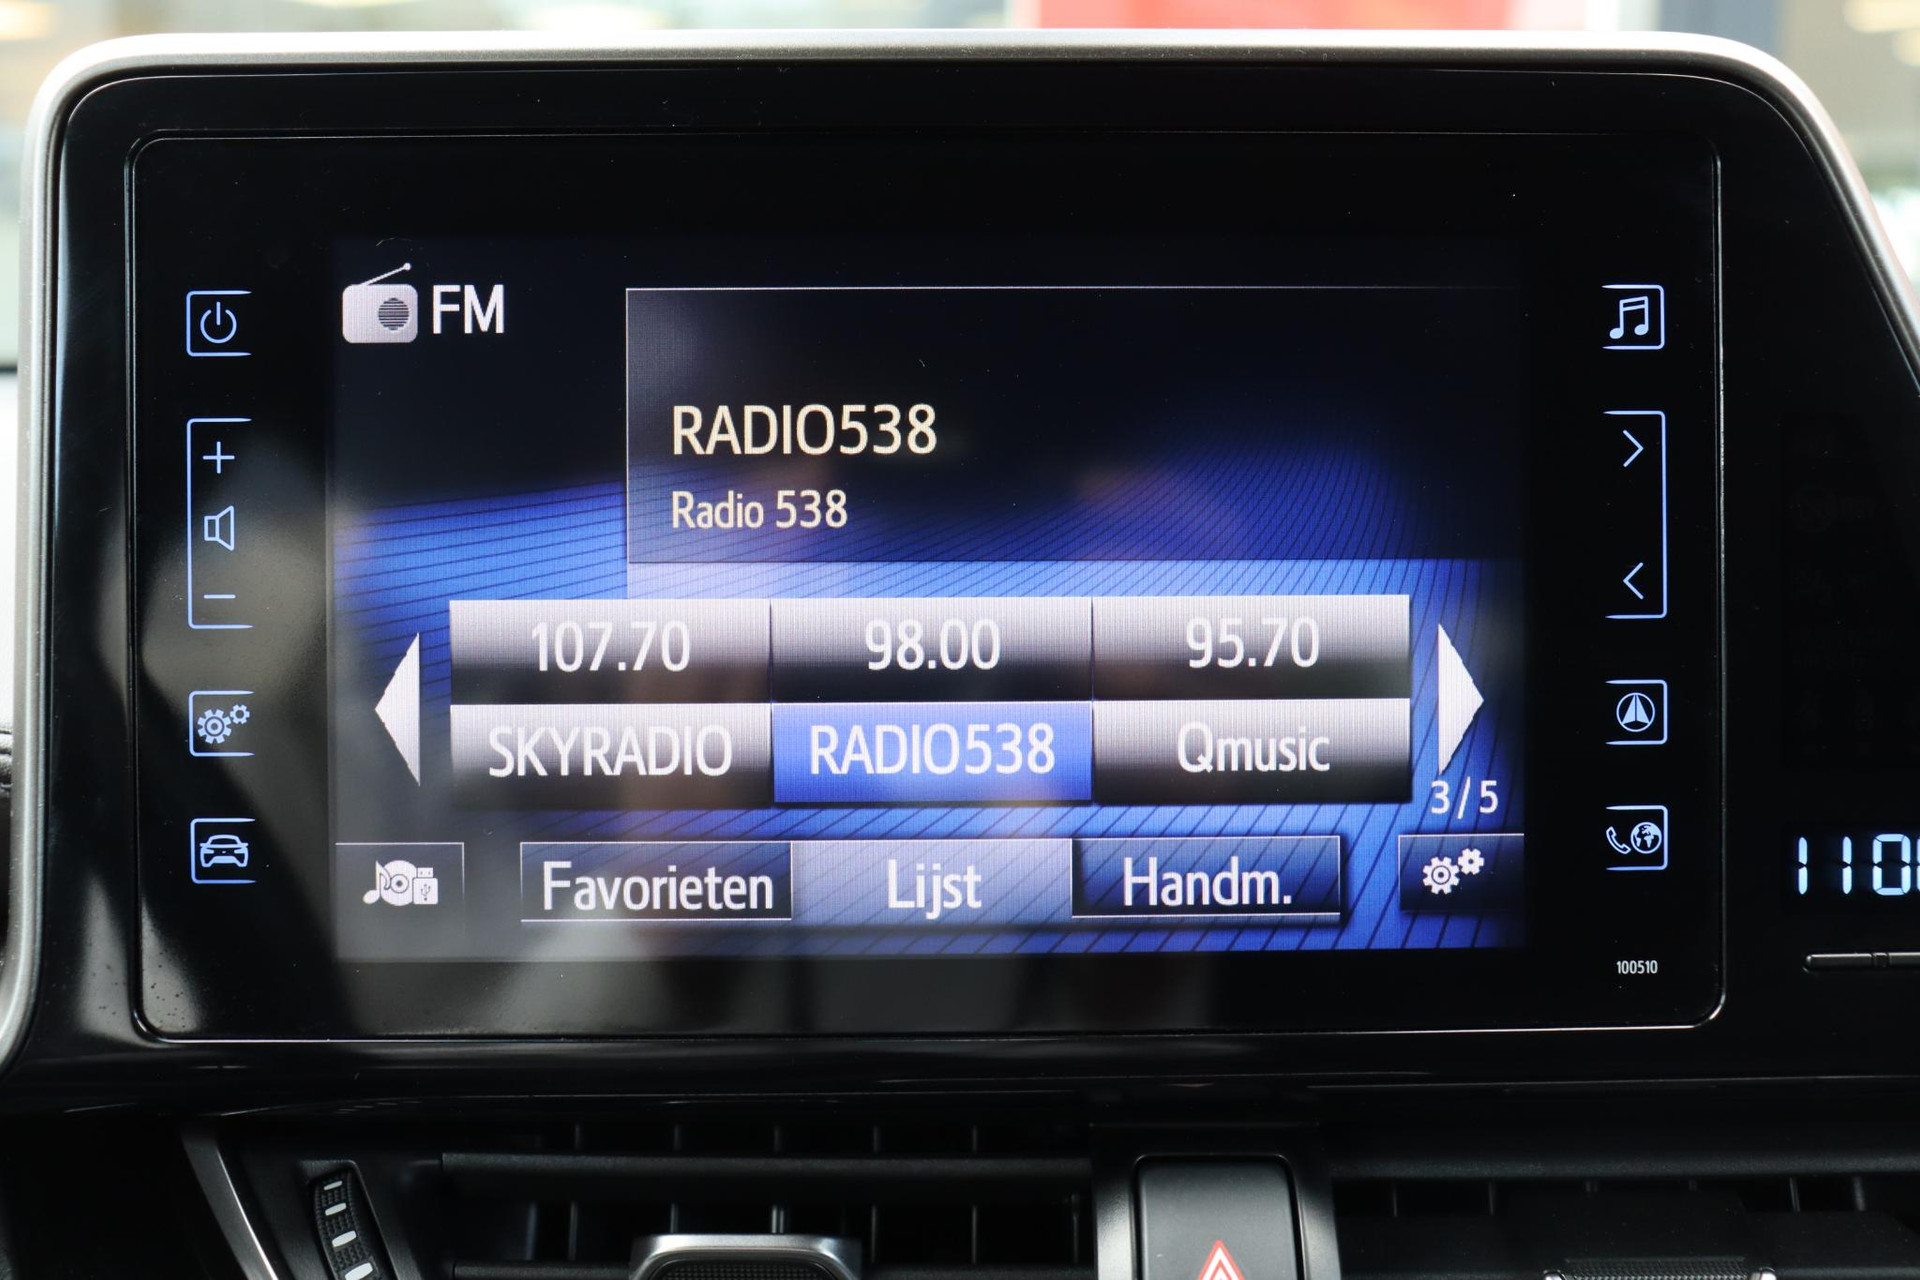 FM
RADIO538
Radio 538
107.70 98.00 95.70
SKYRADIO RADIO538 Qmusic
3/5
Favorieten Lijst Handm.
100510